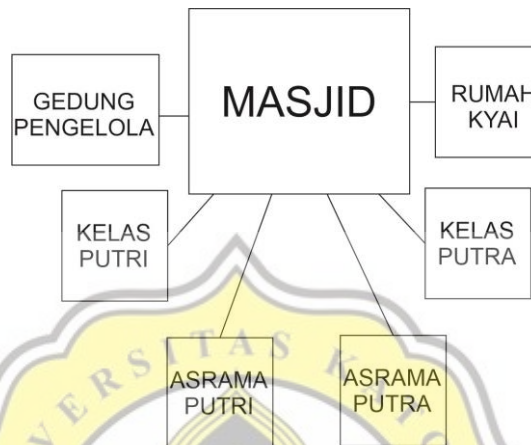 MASJID
GEDUNG
PENGELOLA
RUMAH
KYAI
KELAS
PUTRI
KELAS
PUTRA
ASRAMA
PUTRI
ASRAMA
PUTRA